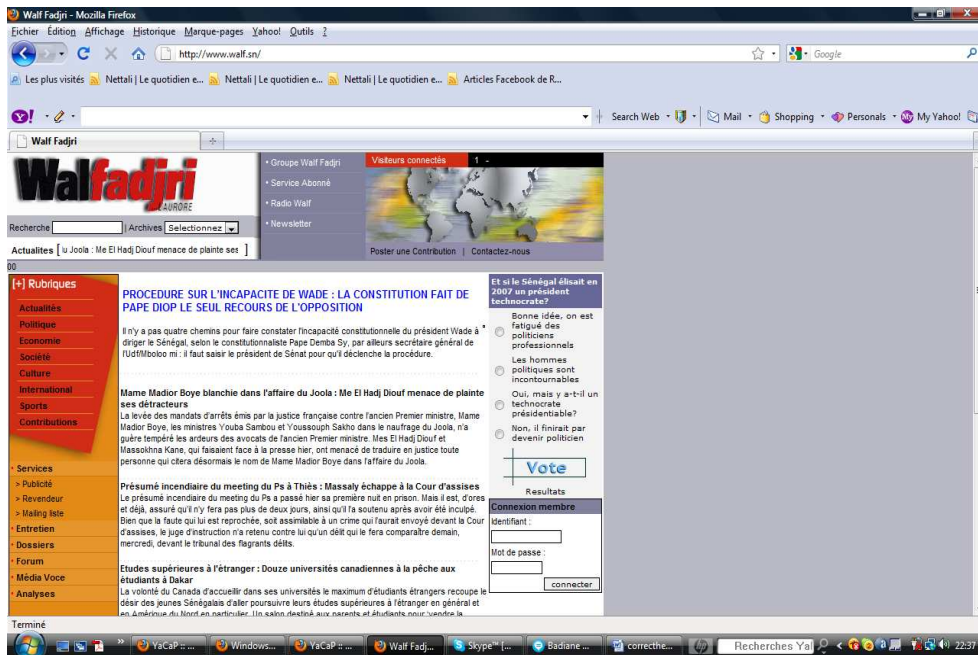 Walf Fadjri - Mozilla Firefox
Fichier Édition Affichage Historique Marque-pages Yahoo! Outils ?
http://www.walf.sn/
Google
Les plus visités Nettali | Le quotidien e... Nettali | Le quotidien e... Nettali | Le quotidien e... Articles Facebook de R...
Search Web Mail Shopping Personals My Yahoo!
Walf Fadjri
Walfadjri
L'AURORE
Recherche | Archives Selectionnez
Actualites [ u Joola : Me El Hadj Diouf menace de plainte ses ]
• Groupe Walf Fadjri
• Service Abonné
• Radio Walf
• Newsletter
Visiteurs connectés 1 -
Poster une Contribution | Contactez-nous
00
[+] Rubriques
Actualités
Politique
Economie
Société
Culture
International
Sports
Contributions
• Services
> Publicité
> Revendeur
> Mailing liste
• Entretien
• Dossiers
• Forum
• Média Voce
• Analyses
PROCEDURE SUR L'INCAPACITE DE WADE : LA CONSTITUTION FAIT DE
PAPE DIOP LE SEUL RECOURS DE L'OPPOSITION
Il n'y a pas quatre chemins pour faire constater l'incapacité constitutionnelle du président Wade à "
diriger le Sénégal, selon le constitutionnaliste Pape Demba Sy, par ailleurs secrétaire général de
l'Udf/Mboloo mi : il faut saisir le président de Sénat pour qu'il déclenche la procédure.
Mame Madior Boye blanchie dans l'affaire du Joola : Me El Hadj Diouf menace de plainte
ses détracteurs
La levée des mandats d'arrêts émis par la justice française contre l'ancien Premier ministre, Mame
Madior Boye, les ministres Youba Sambou et Youssouph Sakho dans le naufrage du Joola, n'a
guère tempéré les ardeurs des avocats de l'ancien Premier ministre. Mes El Hadj Diouf et
Massokhna Kane, qui faisaient face à la presse hier, ont menacé de traduire en justice toute
personne qui citera désormais le nom de Mame Madior Boye dans l'affaire du Joola.
Présumé incendiaire du meeting du Ps à Thiès : Massaly échappe à la Cour d'assises
Le présumé incendiaire du meeting du Ps a passé hier sa première nuit en prison. Mais il est, d'ores
et déjà, assuré qu'il n'y fera pas plus de deux jours, ainsi qu'il l'a soutenu après avoir été inculpé.
Bien que la faute qui lui est reprochée, soit assimilable à un crime qui l'aurait envoyé devant la Cour
d'assises, le juge d'instruction n'a retenu contre lui qu'un délit qui le fera comparaître demain,
mercredi, devant le tribunal des flagrants délits.
Etudes supérieures à l'étranger : Douze universités canadiennes à la pêche aux
étudiants à Dakar
La volonté du Canada d'accueillir dans ses universités le maximum d'étudiants étrangers recoupe le
désir des jeunes Sénégalais d'aller poursuivre leurs études supérieures à l'étranger en général et
en Amérique du Nord en particulier. Un salon destiné aux parents et étudiants pour 'vendre la
Et si le Sénégal élisait en
2007 un président
technocrate?
Bonne idée, on est
fatigué des
politiciens
professionnels
Les hommes
politiques sont
incontournables
Oui, mais y a-t-il un
technocrate
présidentiable?
Non, il finirait par
devenir politicien
Vote
Resultats
Connexion membre
Identifiant :
Mot de passe :
connecter
Terminé
YaCaP :: ... Windows... YaCaP :: ... Walf Fadj... Skype™ [... Badiane ... correcthe... Recherches Yal 22:37